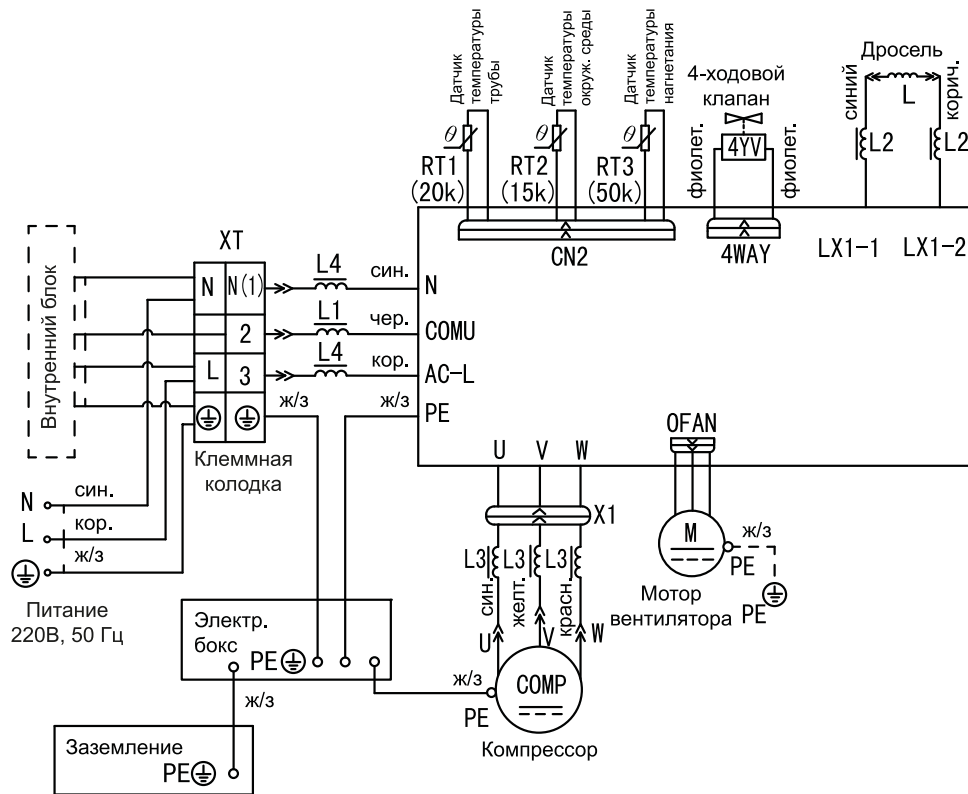 Датчик
температуры
трубы
Датчик
температуры
окруж. среды
Датчик
температуры
нагнетания
4-ходовой
клапан
Дросель
синий
L
корич.
θ
θ
θ
4YV
L2
L2
RT1
(20k)
RT2
(15k)
RT3
(50k)
фиолет.
фиолет.
CN2
4WAY
LX1-1
LX1-2
XT
Внутренний блок
N
N(1)
L4
син.
N
2
L1
чер.
COMU
L
3
L4
кор.
AC-L
ж/з
ж/з
PE
Клеммная
колодка
U
V
W
OFAN
X1
N
син.
L
кор.
ж/з
Питание
220В, 50 Гц
L3
L3
L3
син.
желт.
красн.
M
ж/з
PE
Мотор
вентилятора
PE
U
V
W
Электр.
бокс
PE
ж/з
COMP
PE
Компрессор
ж/з
Заземление
PE